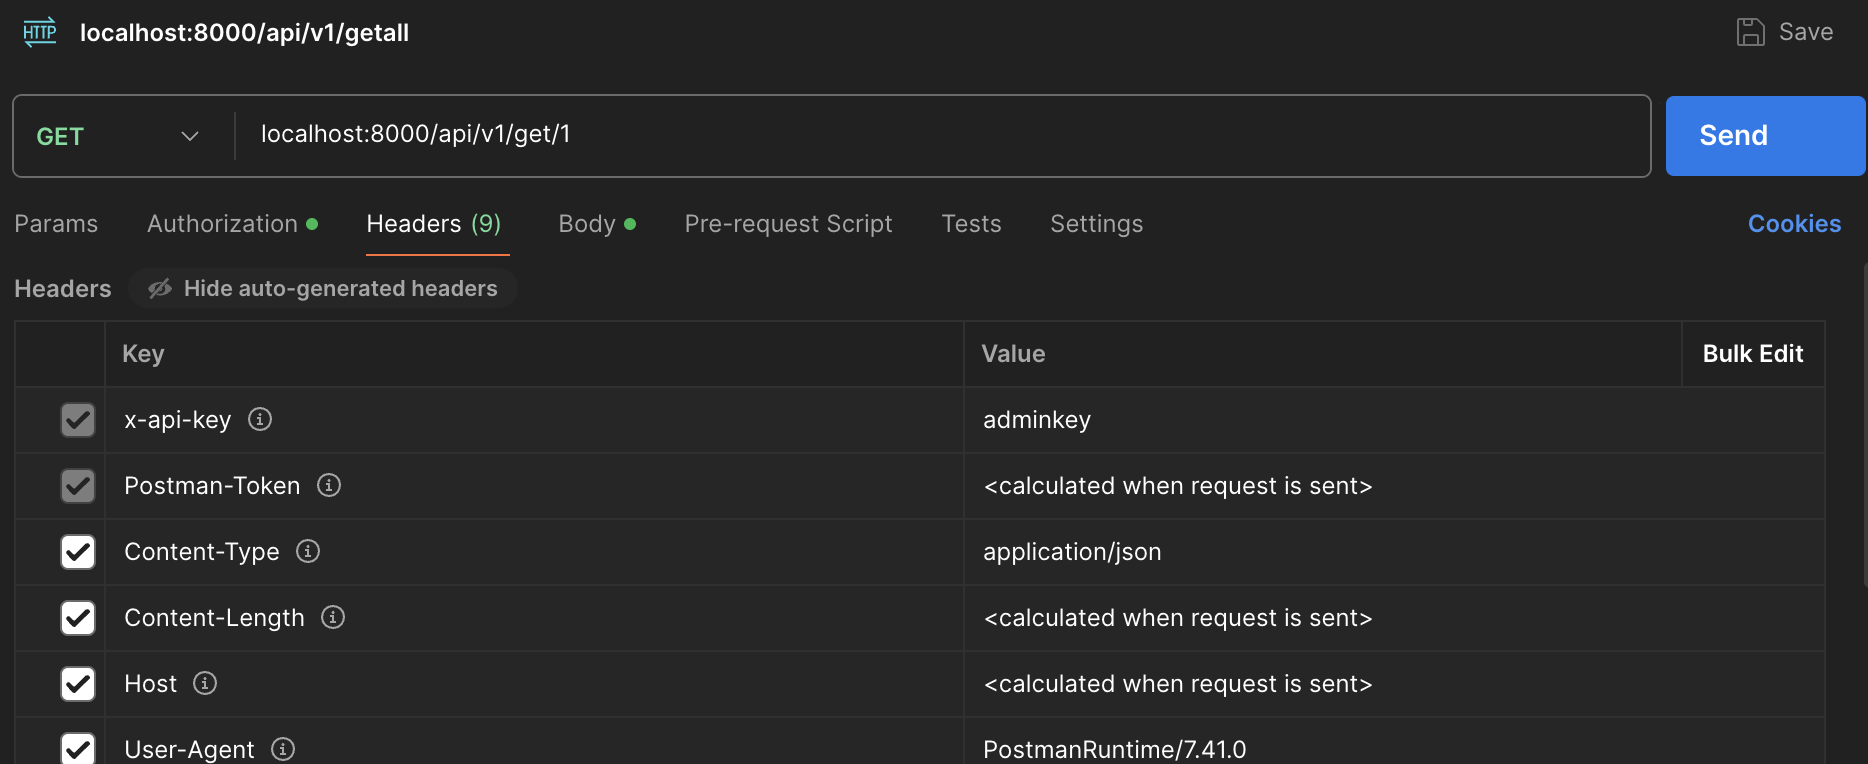 HTTP localhost:8000/api/v1/getall Save
GET localhost:8000/api/v1/get/1 Send
Params Authorization Headers (9) Body Pre-request Script Tests Settings Cookies
Headers Hide auto-generated headers
Key Value Bulk Edit
x-api-key adminkey
Postman-Token <calculated when request is sent>
Content-Type application/json
Content-Length <calculated when request is sent>
Host <calculated when request is sent>
User-Agent PostmanRuntime/7.41.0